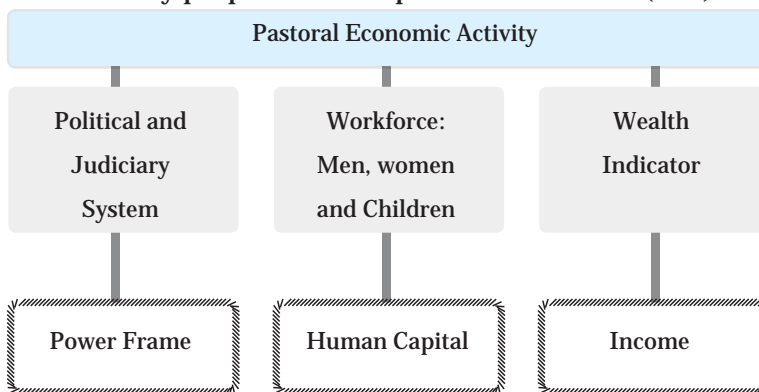 Pastoral Economic Activity
Political and
Judiciary
System
Workforce:
Men, women
and Children
Wealth
Indicator
Power Frame
Human Capital
Income